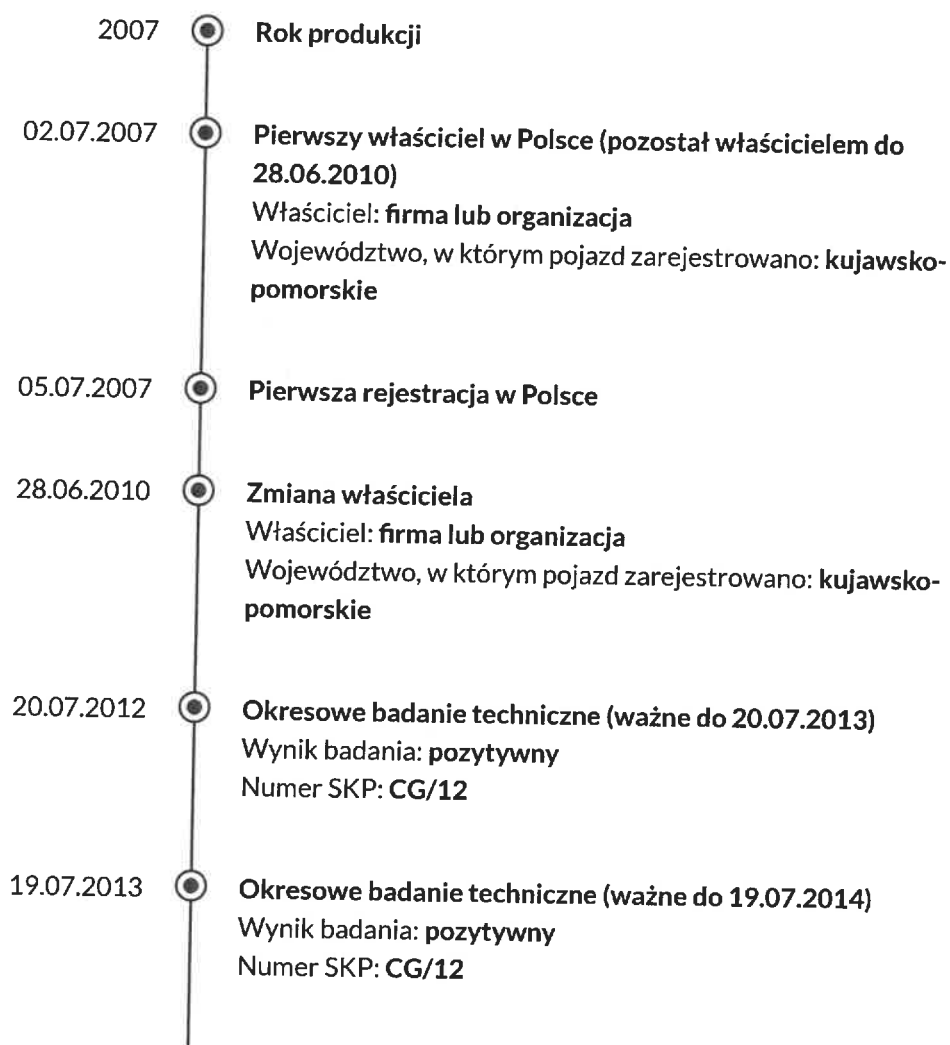 2007 Rok produkcji
02.07.2007 Pierwszy właściciel w Polsce (pozostał właścicielem do
28.06.2010)
Właściciel: firma lub organizacja
Województwo, w którym pojazd zarejestrowano: kujawsko-
pomorskie
05.07.2007 Pierwsza rejestracja w Polsce
28.06.2010 Zmiana właściciela
Właściciel: firma lub organizacja
Województwo, w którym pojazd zarejestrowano: kujawsko-
pomorskie
20.07.2012 Okresowe badanie techniczne (ważne do 20.07.2013)
Wynik badania: pozytywny
Numer SKP: CG/12
19.07.2013 Okresowe badanie techniczne (ważne do 19.07.2014)
Wynik badania: pozytywny
Numer SKP: CG/12